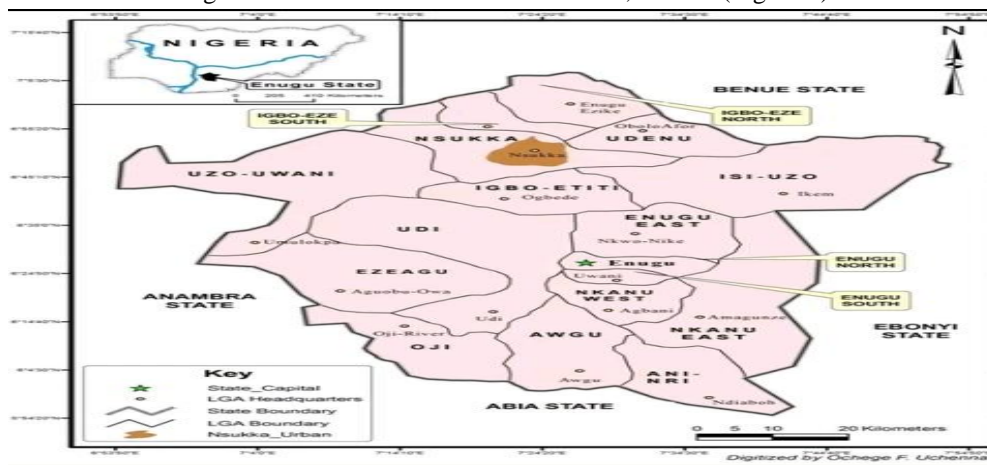 NIGERIA
Enugu State
BENUE STATE
IGBO-EZE
SOUTH
IGBO-EZE
NORTH
Enugu
Ezike
OboloAfor
NSUKKA
UDENU
Nsukka
UZO-UWANI
ISI-UZO
IGBO-ETITI
Ogbede
Ikem
ENUGU
EAST
UDI
Nkwo-Nike
Umulokpa
Enugu
ENUGU
NORTH
EZEAGU
Uwani
Aguobo-Owa
NKANU
WEST
ENUGU
SOUTH
ANAMBRA
STATE
Agbani
Amagunze
Udi
Oji-River
AWGU
NKANU
EAST
EBONYI
STATE
OJI
Awgu
ANI-
NRI
Ndiaboh
ABIA STATE
N
Key
State_Capital
LGA Headquarters
State Boundary
LGA Boundary
Nsukka_Urban
0 5 10 20 Kilometers
Digitized by Ochege F. Uchenna